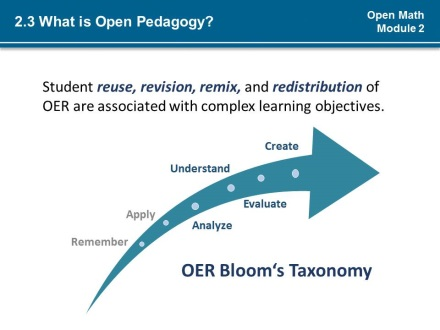 2.3 What is Open Pedagogy?
Open Math
Module 2
Student reuse, revision, remix, and redistribution of
OER are associated with complex learning objectives.
Create
Understand
Evaluate
Apply
Analyze
Remember
OER Bloom‘s Taxonomy